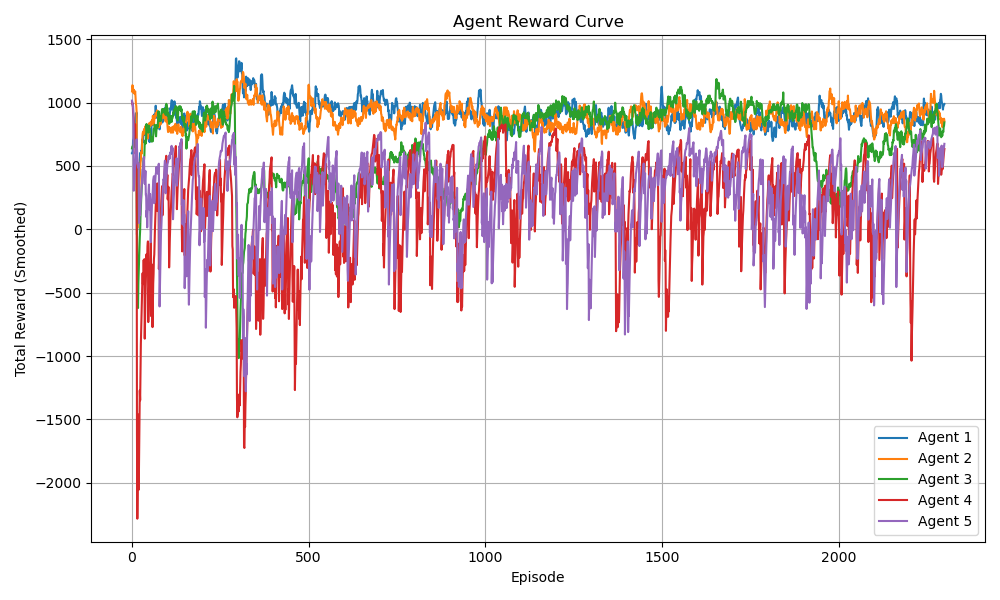 Agent Reward Curve
1500
1000
500
0
−500
−1000
−1500
−2000
Total Reward (Smoothed)
0
500
1000
1500
2000
Episode
Agent 1
Agent 2
Agent 3
Agent 4
Agent 5